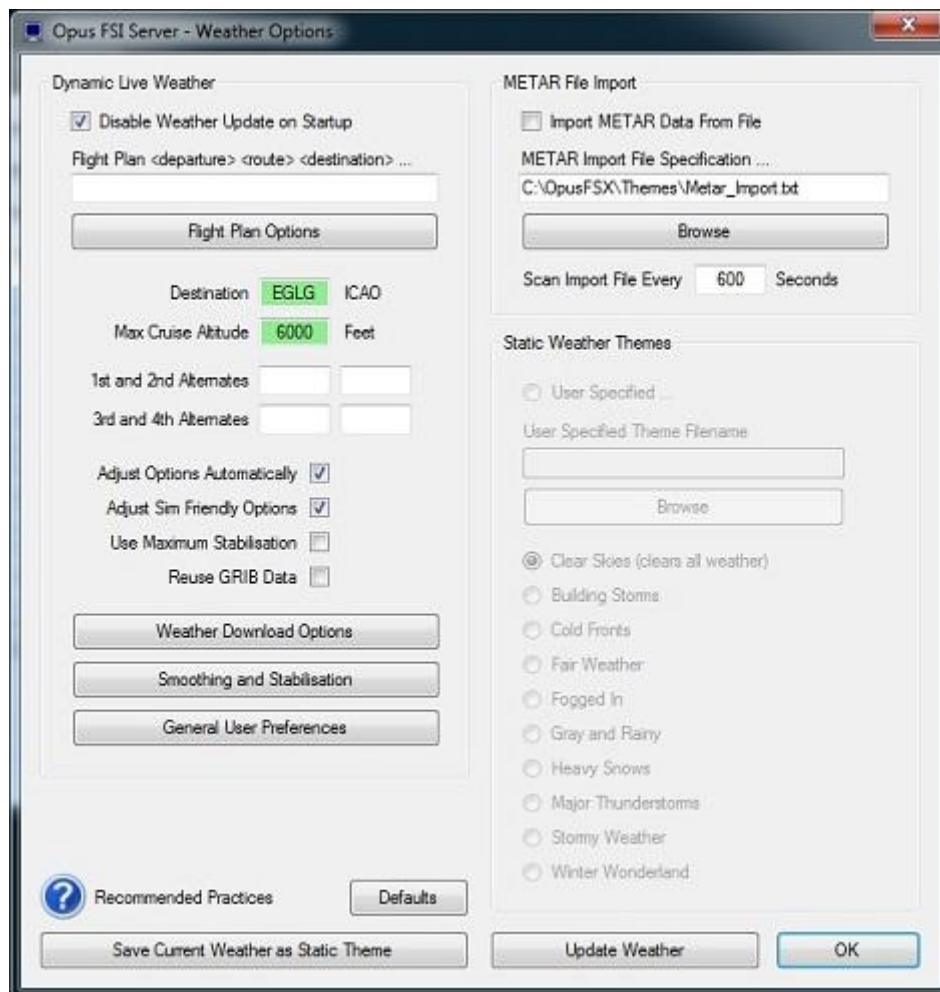 Opus FSI Server - Weather Options
Dynamic Live Weather
Disable Weather Update on Startup
Flight Plan <departure> <route> <destination> ...
Flight Plan Options
Destination EGLG ICAO
Max Cruise Altitude 6000 Feet
1st and 2nd Alternates
3rd and 4th Alternates
Adjust Options Automatically
Adjust Sim Friendly Options
Use Maximum Stabilisation
Reuse GRIB Data
Weather Download Options
Smoothing and Stabilisation
General User Preferences
Recommended Practices
Defaults
Save Current Weather as Static Theme
METAR File Import
Import METAR Data From File
METAR Import File Specification ...
C:\OpusFSX\Themes\Metar_Import.txt
Browse
Scan Import File Every 600 Seconds
Static Weather Themes
User Specified ...
User Specified Theme Filename
Browse
Clear Skies (clears all weather)
Building Storms
Cold Fronts
Fair Weather
Fogged In
Gray and Rainy
Heavy Snows
Major Thunderstorms
Stormy Weather
Winter Wonderland
Update Weather
OK